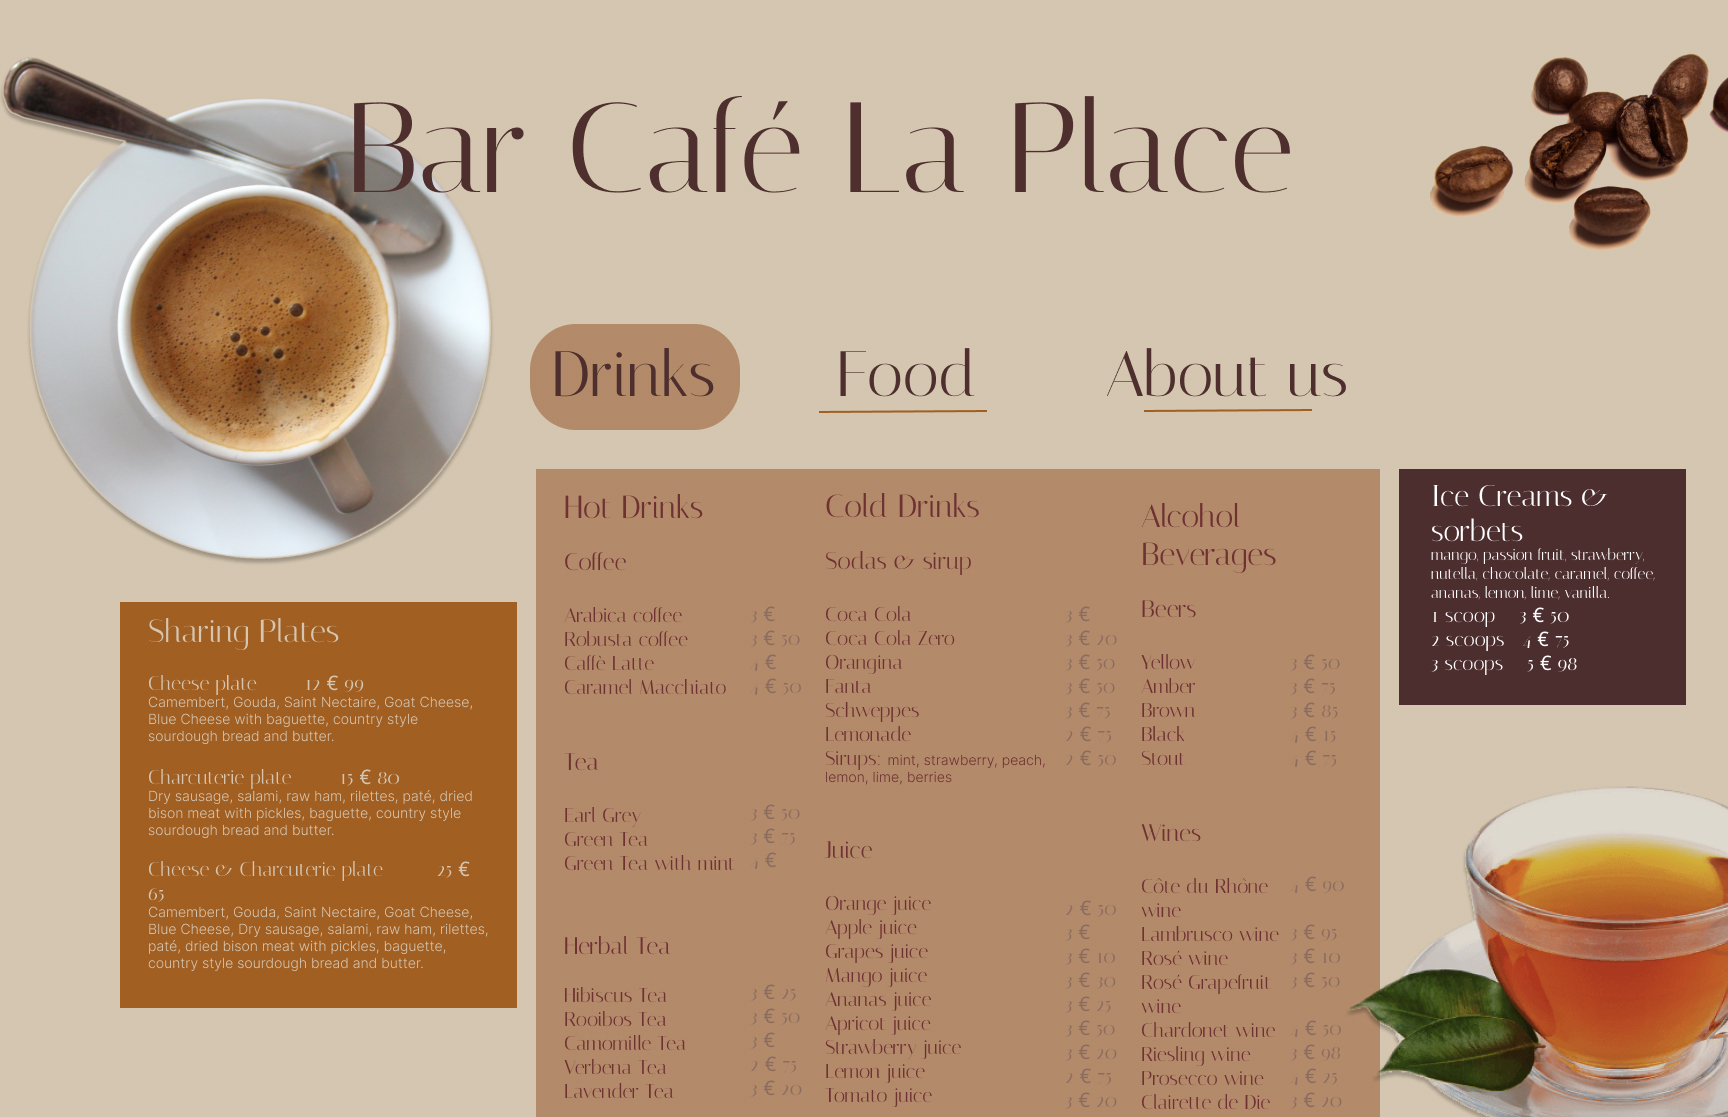 Bar Café La Place
Drinks
Food
About us
Sharing Plates
Cheese plate 12 € 99
Camembert, Gouda, Saint Nectaire, Goat Cheese,
Blue Cheese with baguette, country style
sourdough bread and butter.
Charcuterie plate 15 € 80
Dry sausage, salami, raw ham, rilettes, paté, dried
bison meat with pickles, baguette, country style
sourdough bread and butter.
Cheese & Charcuterie plate 25 €
65
Camembert, Gouda, Saint Nectaire, Goat Cheese,
Blue Cheese, Dry sausage, salami, raw ham, rilettes,
paté, dried bison meat with pickles, baguette,
country style sourdough bread and butter.
Hot Drinks
Coffee
Arabica coffee 3 €
Robusta coffee 3 € 50
Caffè Latte 4 €
Caramel Macchiato 4 € 50
Tea
Earl Grey 3 € 50
Green Tea 3 € 75
Green Tea with mint 4 €
Herbal Tea
Hibiscus Tea 3 € 25
Rooibos Tea 3 € 50
Camomille Tea 3 €
Verbena Tea 2 € 75
Lavender Tea 3 € 20
Cold Drinks
Sodas & sirup
Coca Cola 3 €
Coca Cola Zero 3 € 20
Orangina 3 € 50
Fanta 3 € 50
Schweppes 3 € 75
Lemonade 2 € 75
Sirups: mint, strawberry, peach, 2 € 50
lemon, lime, berries
Juice
Orange juice 2 € 50
Apple juice 3 €
Grapes juice 3 € 10
Mango juice 3 € 30
Ananas juice 3 € 25
Apricot juice 3 € 50
Strawberry juice 3 € 20
Lemon juice 2 € 75
Tomato juice 3 € 20
Alcohol
Beverages
Beers
Yellow 3 € 50
Amber 3 € 75
Brown 3 € 85
Black 4 € 15
Stout 4 € 75
Wines
Côte du Rhône 4 € 90
wine
Lambrusco wine 3 € 95
Rosé wine 3 € 10
Rosé Grapefruit 3 € 50
wine
Chardonet wine 4 € 50
Riesling wine 3 € 98
Prosecco wine 4 € 25
Clairette de Die 3 € 20
Ice Creams &
sorbets
mango, passion fruit, strawberry,
nutella, chocolate, caramel, coffee,
ananas, lemon, lime, vanilla.
1 scoop 3 € 50
2 scoops 4 € 75
3 scoops 5 € 98